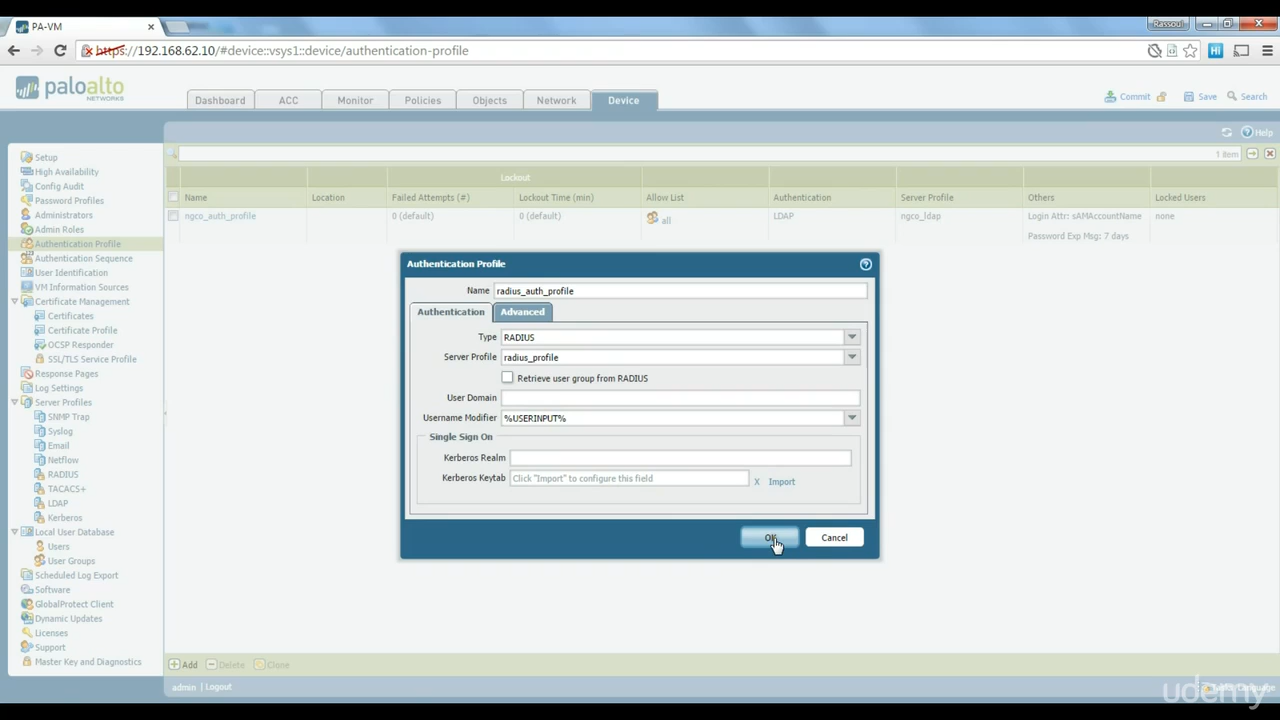 PA-VM
Rassoul
https://192.168.62.10/#device::vsys1::device/authentication-profile
paloalto
NETWORKS
Dashboard
ACC
Monitor
Policies
Objects
Network
Device
Commit
Save
Search
Help
1 item
Setup
High Availability
Config Audit
Password Profiles
Administrators
Admin Roles
Authentication Profile
Authentication Sequence
User Identification
VM Information Sources
Certificate Management
Certificates
Certificate Profile
OCSP Responder
SSL/TLS Service Profile
Response Pages
Log Settings
Server Profiles
SNMP Trap
Syslog
Email
Netflow
RADIUS
TACACS+
LDAP
Kerberos
Local User Database
Users
User Groups
Scheduled Log Export
Software
GlobalProtect Client
Dynamic Updates
Licenses
Support
Master Key and Diagnostics
Lockout
Name Location Failed Attempts (#) Lockout Time (min) Allow List Authentication Server Profile Others Locked Users
ngco_auth_profile 0 (default) 0 (default) all LDAP ngco_ldap Login Attr: sAMAccountName none
Password Exp Msg: 7 days
Authentication Profile
Name radius_auth_profile
Authentication Advanced
Type RADIUS
Server Profile radius_profile
Retrieve user group from RADIUS
User Domain
Username Modifier %USERINPUT%
Single Sign On
Kerberos Realm
Kerberos Keytab Click "Import" to configure this field X Import
OK Cancel
Add Delete Clone
admin | Logout
Language
udemy